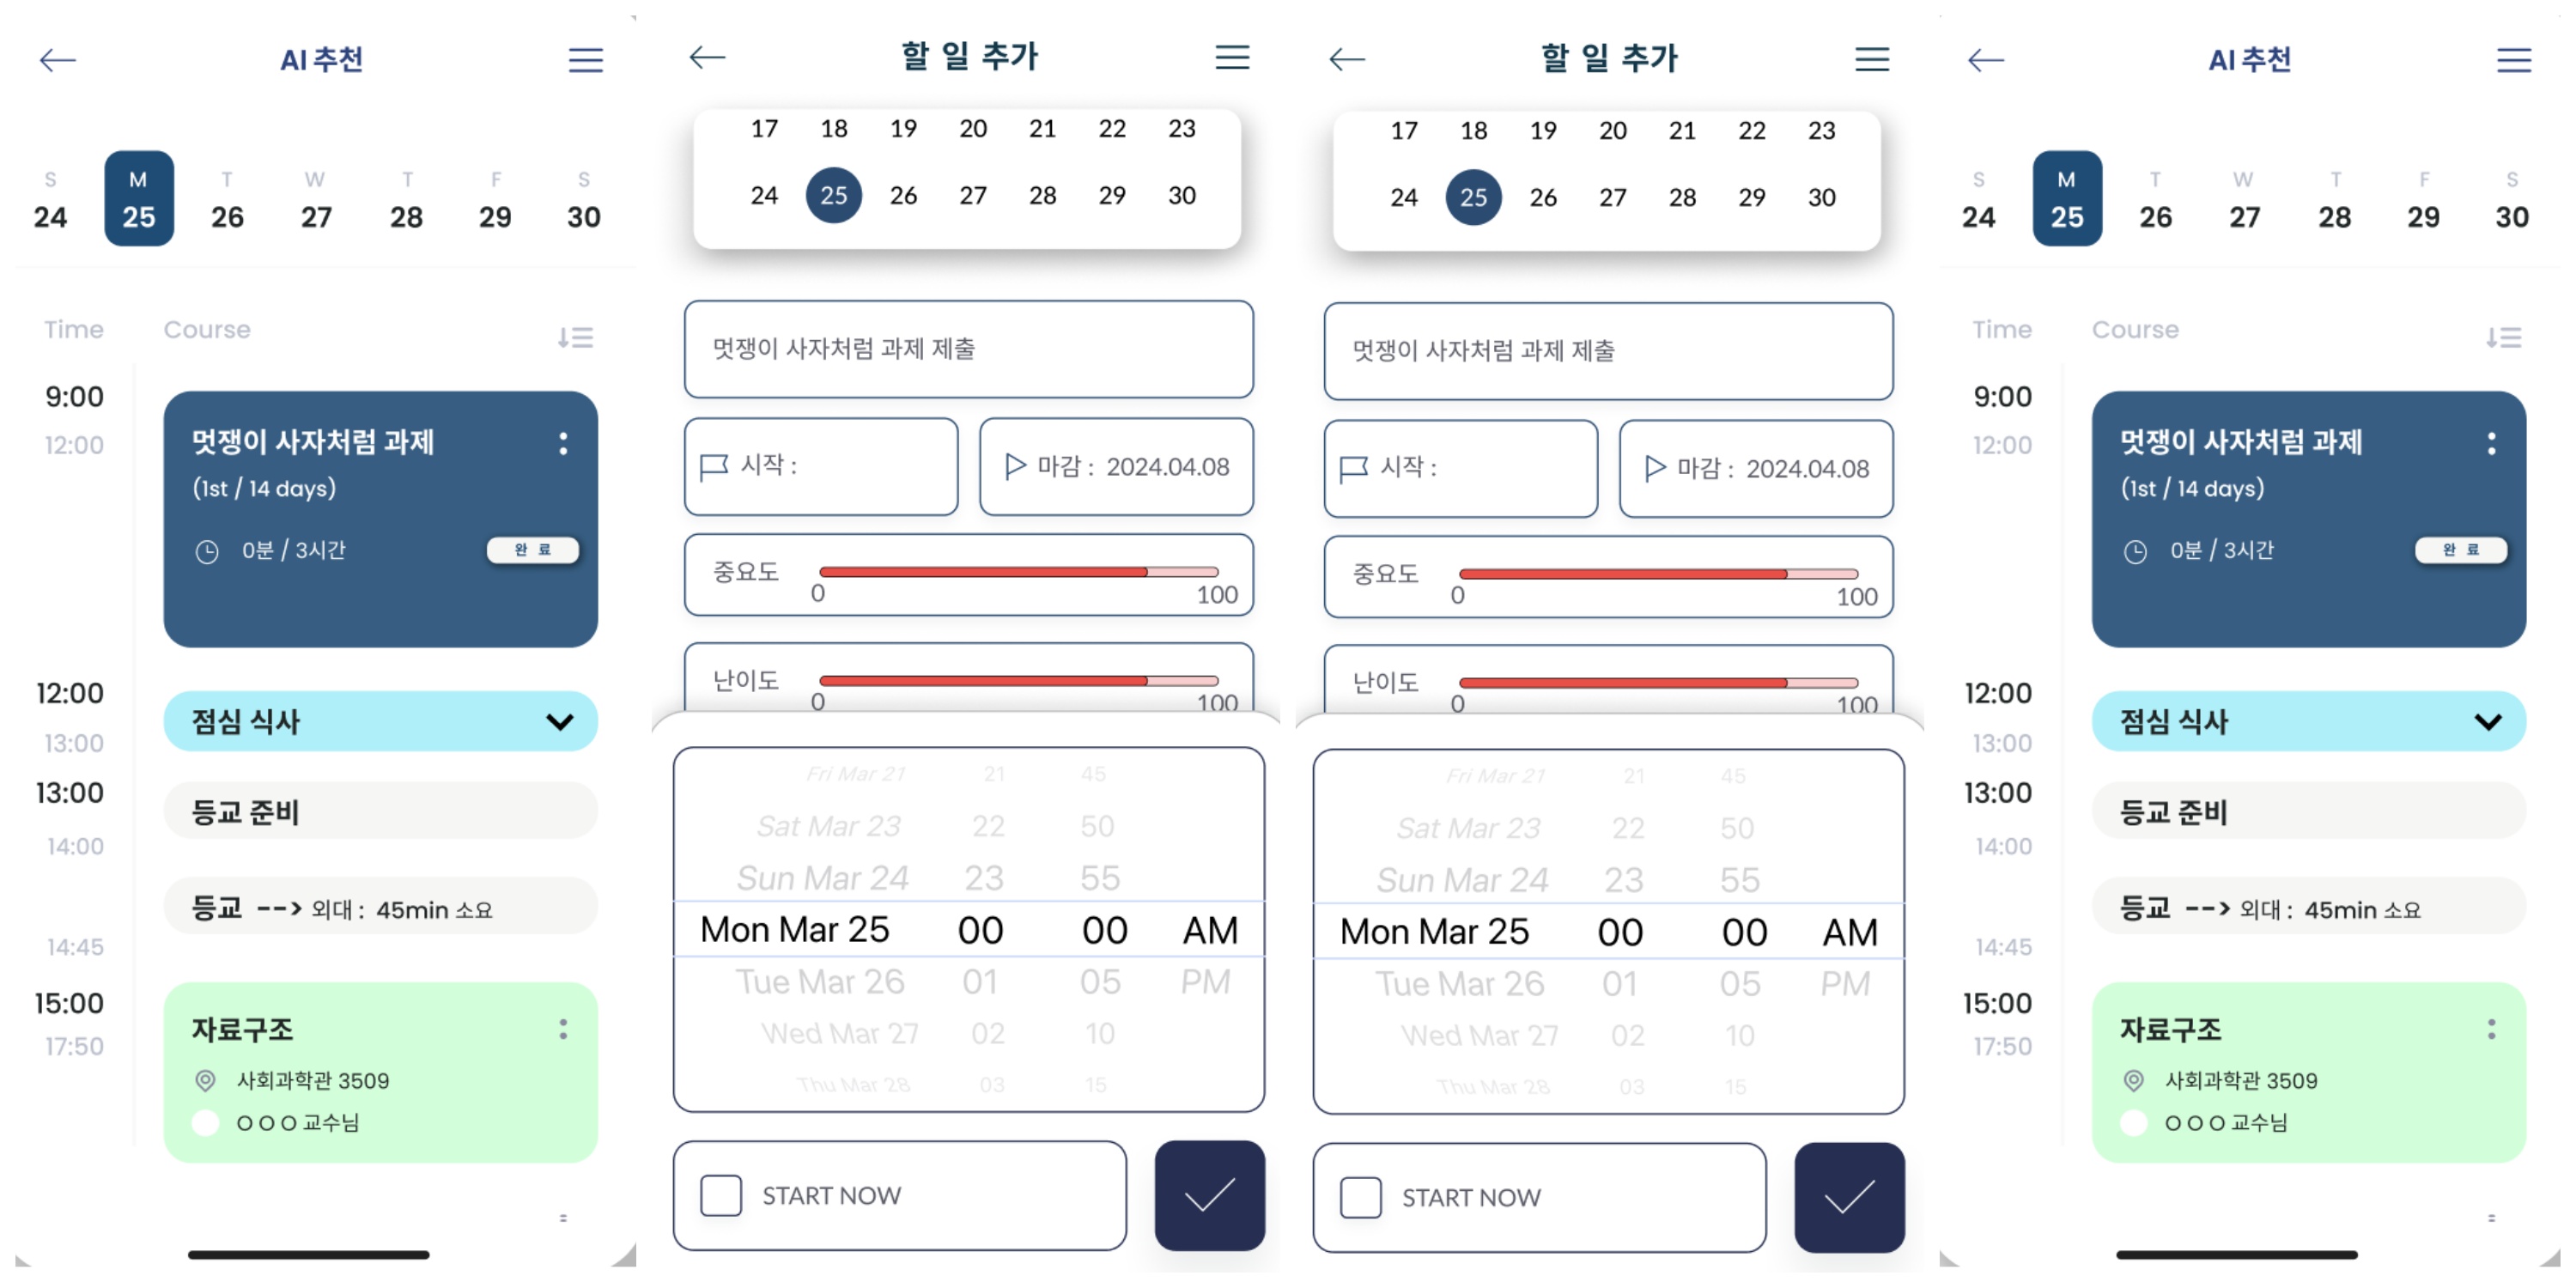 AI 추천
S M T W T F S
24 25 26 27 28 29 30
Time Course
9:00
12:00
멋쟁이 사자처럼 과제
(1st / 14 days)
0분 / 3시간
완 료
12:00
13:00
점심 식사
13:00
14:00
등교 준비
등교 --> 외대 : 45min 소요
14:45
15:00
17:50
자료구조
사회과학관 3509
O O O 교수님
할 일 추가
17 18 19 20 21 22 23
24 25 26 27 28 29 30
멋쟁이 사자처럼 과제 제출
시작 :
마감 : 2024.04.08
중요도
0 100
난이도
0 100
Fri Mar 21 21 45
Sat Mar 23 22 50
Sun Mar 24 23 55
Mon Mar 25 00 00 AM
Tue Mar 26 01 05 PM
Wed Mar 27 02 10
Thu Mar 28 03 15
START NOW
할 일 추가
17 18 19 20 21 22 23
24 25 26 27 28 29 30
멋쟁이 사자처럼 과제 제출
시작 :
마감 : 2024.04.08
중요도
0 100
난이도
0 100
Fri Mar 21 21 45
Sat Mar 23 22 50
Sun Mar 24 23 55
Mon Mar 25 00 00 AM
Tue Mar 26 01 05 PM
Wed Mar 27 02 10
Thu Mar 28 03 15
START NOW
AI 추천
S M T W T F S
24 25 26 27 28 29 30
Time Course
9:00
12:00
멋쟁이 사자처럼 과제
(1st / 14 days)
0분 / 3시간
완 료
12:00
13:00
점심 식사
13:00
14:00
등교 준비
등교 --> 외대 : 45min 소요
14:45
15:00
17:50
자료구조
사회과학관 3509
O O O 교수님